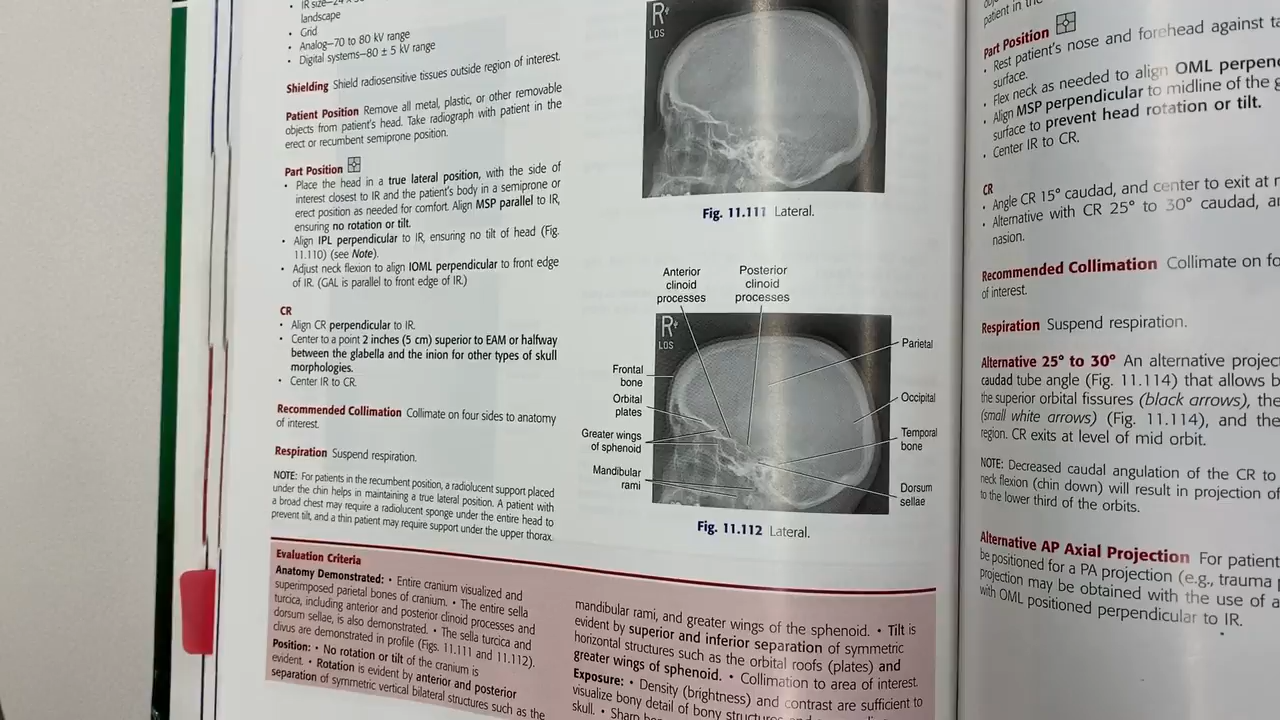 • IR size—24
landscape
• Grid
• Analog—70 to 80 kV range
• Digital systems—80 ± 5 kV range
Shielding Shield radiosensitive tissues outside region of interest.
Patient Position Remove all metal, plastic, or other removable
objects from patient's head. Take radiograph with patient in the
erect or recumbent semiprone position.
Part Position
• Place the head in a true lateral position, with the side of
interest closest to IR and the patient's body in a semiprone or
erect position as needed for comfort. Align MSP parallel to IR,
ensuring no rotation or tilt.
• Align IPL perpendicular to IR, ensuring no tilt of head (Fig.
11.110) (see Note).
• Adjust neck flexion to align IOML perpendicular to front edge
of IR. (GAL is parallel to front edge of IR.)
CR
• Align CR perpendicular to IR.
• Center to a point 2 inches (5 cm) superior to EAM or halfway
between the glabella and the inion for other types of skull
morphologies.
• Center IR to CR.
Recommended Collimation Collimate on four sides to anatomy
of interest.
Respiration Suspend respiration.
NOTE: For patients in the recumbent position, a radiolucent support placed
under the chin helps in maintaining a true lateral position. A patient with
a broad chest may require a radiolucent sponge under the entire head to
prevent tilt, and a thin patient may require support under the upper thorax.
R
LOS
Fig. 11.111 Lateral.
Anterior
clinoid
processes
Posterior
clinoid
processes
R
LOS
Frontal
bone
Orbital
plates
Greater wings
of sphenoid
Mandibular
rami
Parietal
Occipital
Temporal
bone
Dorsum
sellae
Fig. 11.112 Lateral.
Evaluation Criteria
Anatomy Demonstrated: • Entire cranium visualized and
superimposed parietal bones of cranium. • The entire sella
turcica, including anterior and posterior clinoid processes and
dorsum sellae, is also demonstrated. • The sella turcica and
clivus are demonstrated in profile (Figs. 11.111 and 11.112).
Position: • No rotation or tilt of the cranium is
evident. • Rotation is evident by anterior and posterior
separation of symmetric vertical bilateral structures such as the
mandibular rami, and greater wings of the sphenoid. • Tilt is
evident by superior and inferior separation of symmetric
horizontal structures such as the orbital roofs (plates) and
greater wings of sphenoid. • Collimation to area of interest.
Exposure: • Density (brightness) and contrast are sufficient to
visualize bony detail of bony structures
skull. • Sharp
patient in the
Part Position
• Rest patient's nose and forehead against
surface.
• Flex neck as needed to align OML
• Align MSP perpendicular to midline of the
surface to prevent head rotation or tilt.
• Center IR to CR.
CR
• Angle CR 15° caudad, and center to exit at
• Alternative with CR 25° to 30° caudad,
nasion.
Recommended Collimation Collimate on
of interest.
Respiration Suspend respiration.
Alternative 25° to 30° An alternative
caudad tube angle (Fig. 11.114) that allows
the superior orbital fissures (black arrows), the
(small white arrows) (Fig. 11.114), and the
region. CR exits at level of mid orbit.
NOTE: Decreased caudal angulation of the CR to
neck flexion (chin down) will result in projection of
to the lower third of the orbits.
Alternative AP Axial Projection For
be positioned for a PA projection (e.g., trauma
projection may be obtained with the use of
with OML positioned perpendicular to IR.